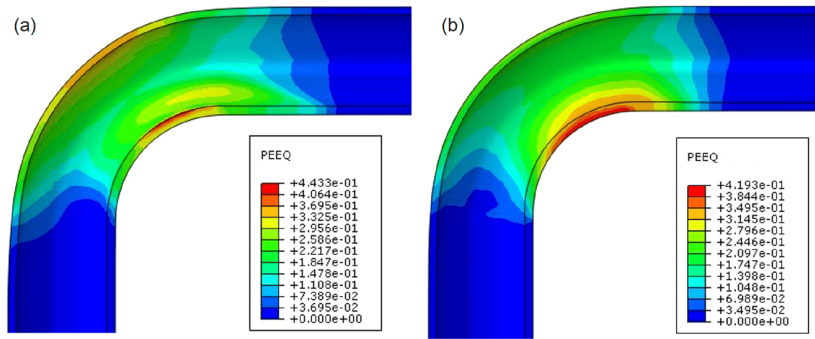 (a)
PEEQ
+4.433e-01
+4.064e-01
+3.695e-01
+3.325e-01
+2.956e-01
+2.586e-01
+2.217e-01
+1.847e-01
+1.478e-01
+1.108e-01
+7.389e-02
+3.695e-02
+0.000e+00
(b)
PEEQ
+4.193e-01
+3.844e-01
+3.495e-01
+3.145e-01
+2.796e-01
+2.446e-01
+2.097e-01
+1.747e-01
+1.398e-01
+1.048e-01
+6.989e-02
+3.495e-02
+0.000e+00